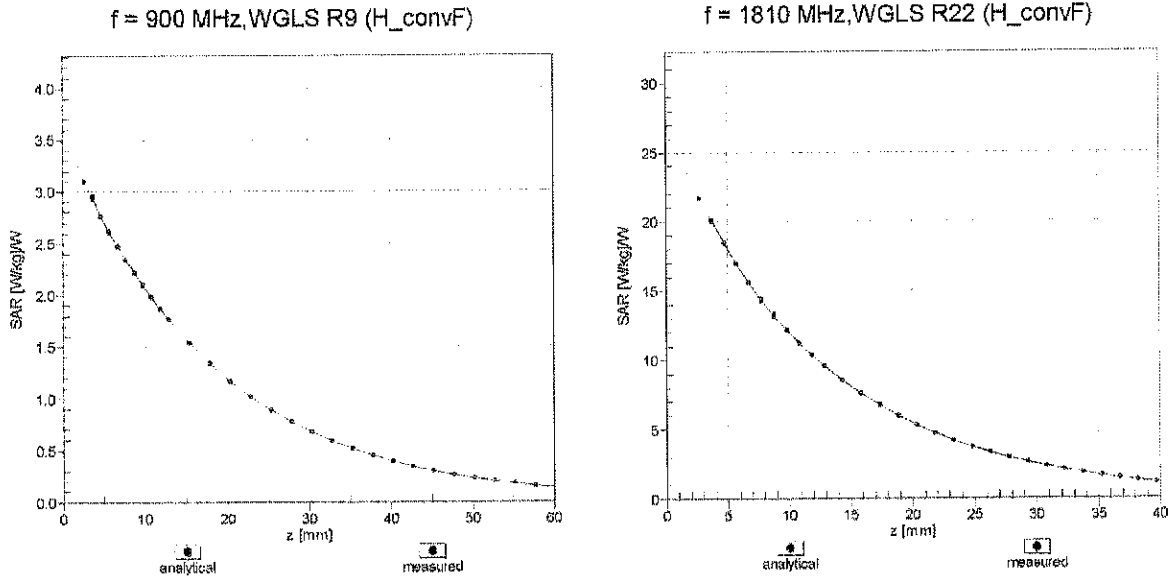 f = 900 MHz,WGLS R9 (H_convF)
4.0
3.5
3.0
2.5
2.0
1.5
1.0
0.5
0.0
SAR [W/kg]/W
0 10 20 30 40 50 60
z [mm]
analytical measured
f = 1810 MHz,WGLS R22 (H_convF)
30
25
20
15
10
5
0
SAR [W/kg]/W
0 5 10 15 20 25 30 35 40
z [mm]
analytical measured